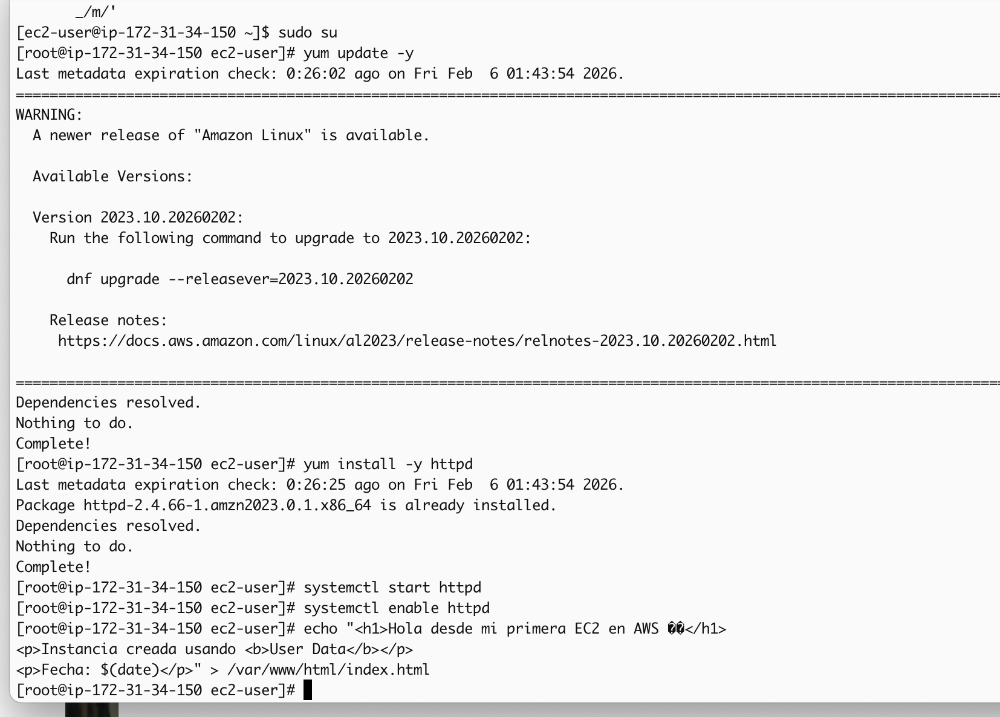 _/m/'
[ec2-user@ip-172-31-34-150 ~]$ sudo su
[root@ip-172-31-34-150 ec2-user]# yum update -y
Last metadata expiration check: 0:26:02 ago on Fri Feb  6 01:43:54 2026.
=====================================================================================================================
WARNING:
  A newer release of "Amazon Linux" is available.

  Available Versions:

  Version 2023.10.20260202:
    Run the following command to upgrade to 2023.10.20260202:

      dnf upgrade --releasever=2023.10.20260202

    Release notes:
     https://docs.aws.amazon.com/linux/al2023/release-notes/relnotes-2023.10.20260202.html

=====================================================================================================================
Dependencies resolved.
Nothing to do.
Complete!
[root@ip-172-31-34-150 ec2-user]# yum install -y httpd
Last metadata expiration check: 0:26:25 ago on Fri Feb  6 01:43:54 2026.
Package httpd-2.4.66-1.amzn2023.0.1.x86_64 is already installed.
Dependencies resolved.
Nothing to do.
Complete!
[root@ip-172-31-34-150 ec2-user]# systemctl start httpd
[root@ip-172-31-34-150 ec2-user]# systemctl enable httpd
[root@ip-172-31-34-150 ec2-user]# echo "<h1>Hola desde mi primera EC2 en AWS ��</h1>
<p>Instancia creada usando <b>User Data</b></p>
<p>Fecha: $(date)</p>" > /var/www/html/index.html
[root@ip-172-31-34-150 ec2-user]#